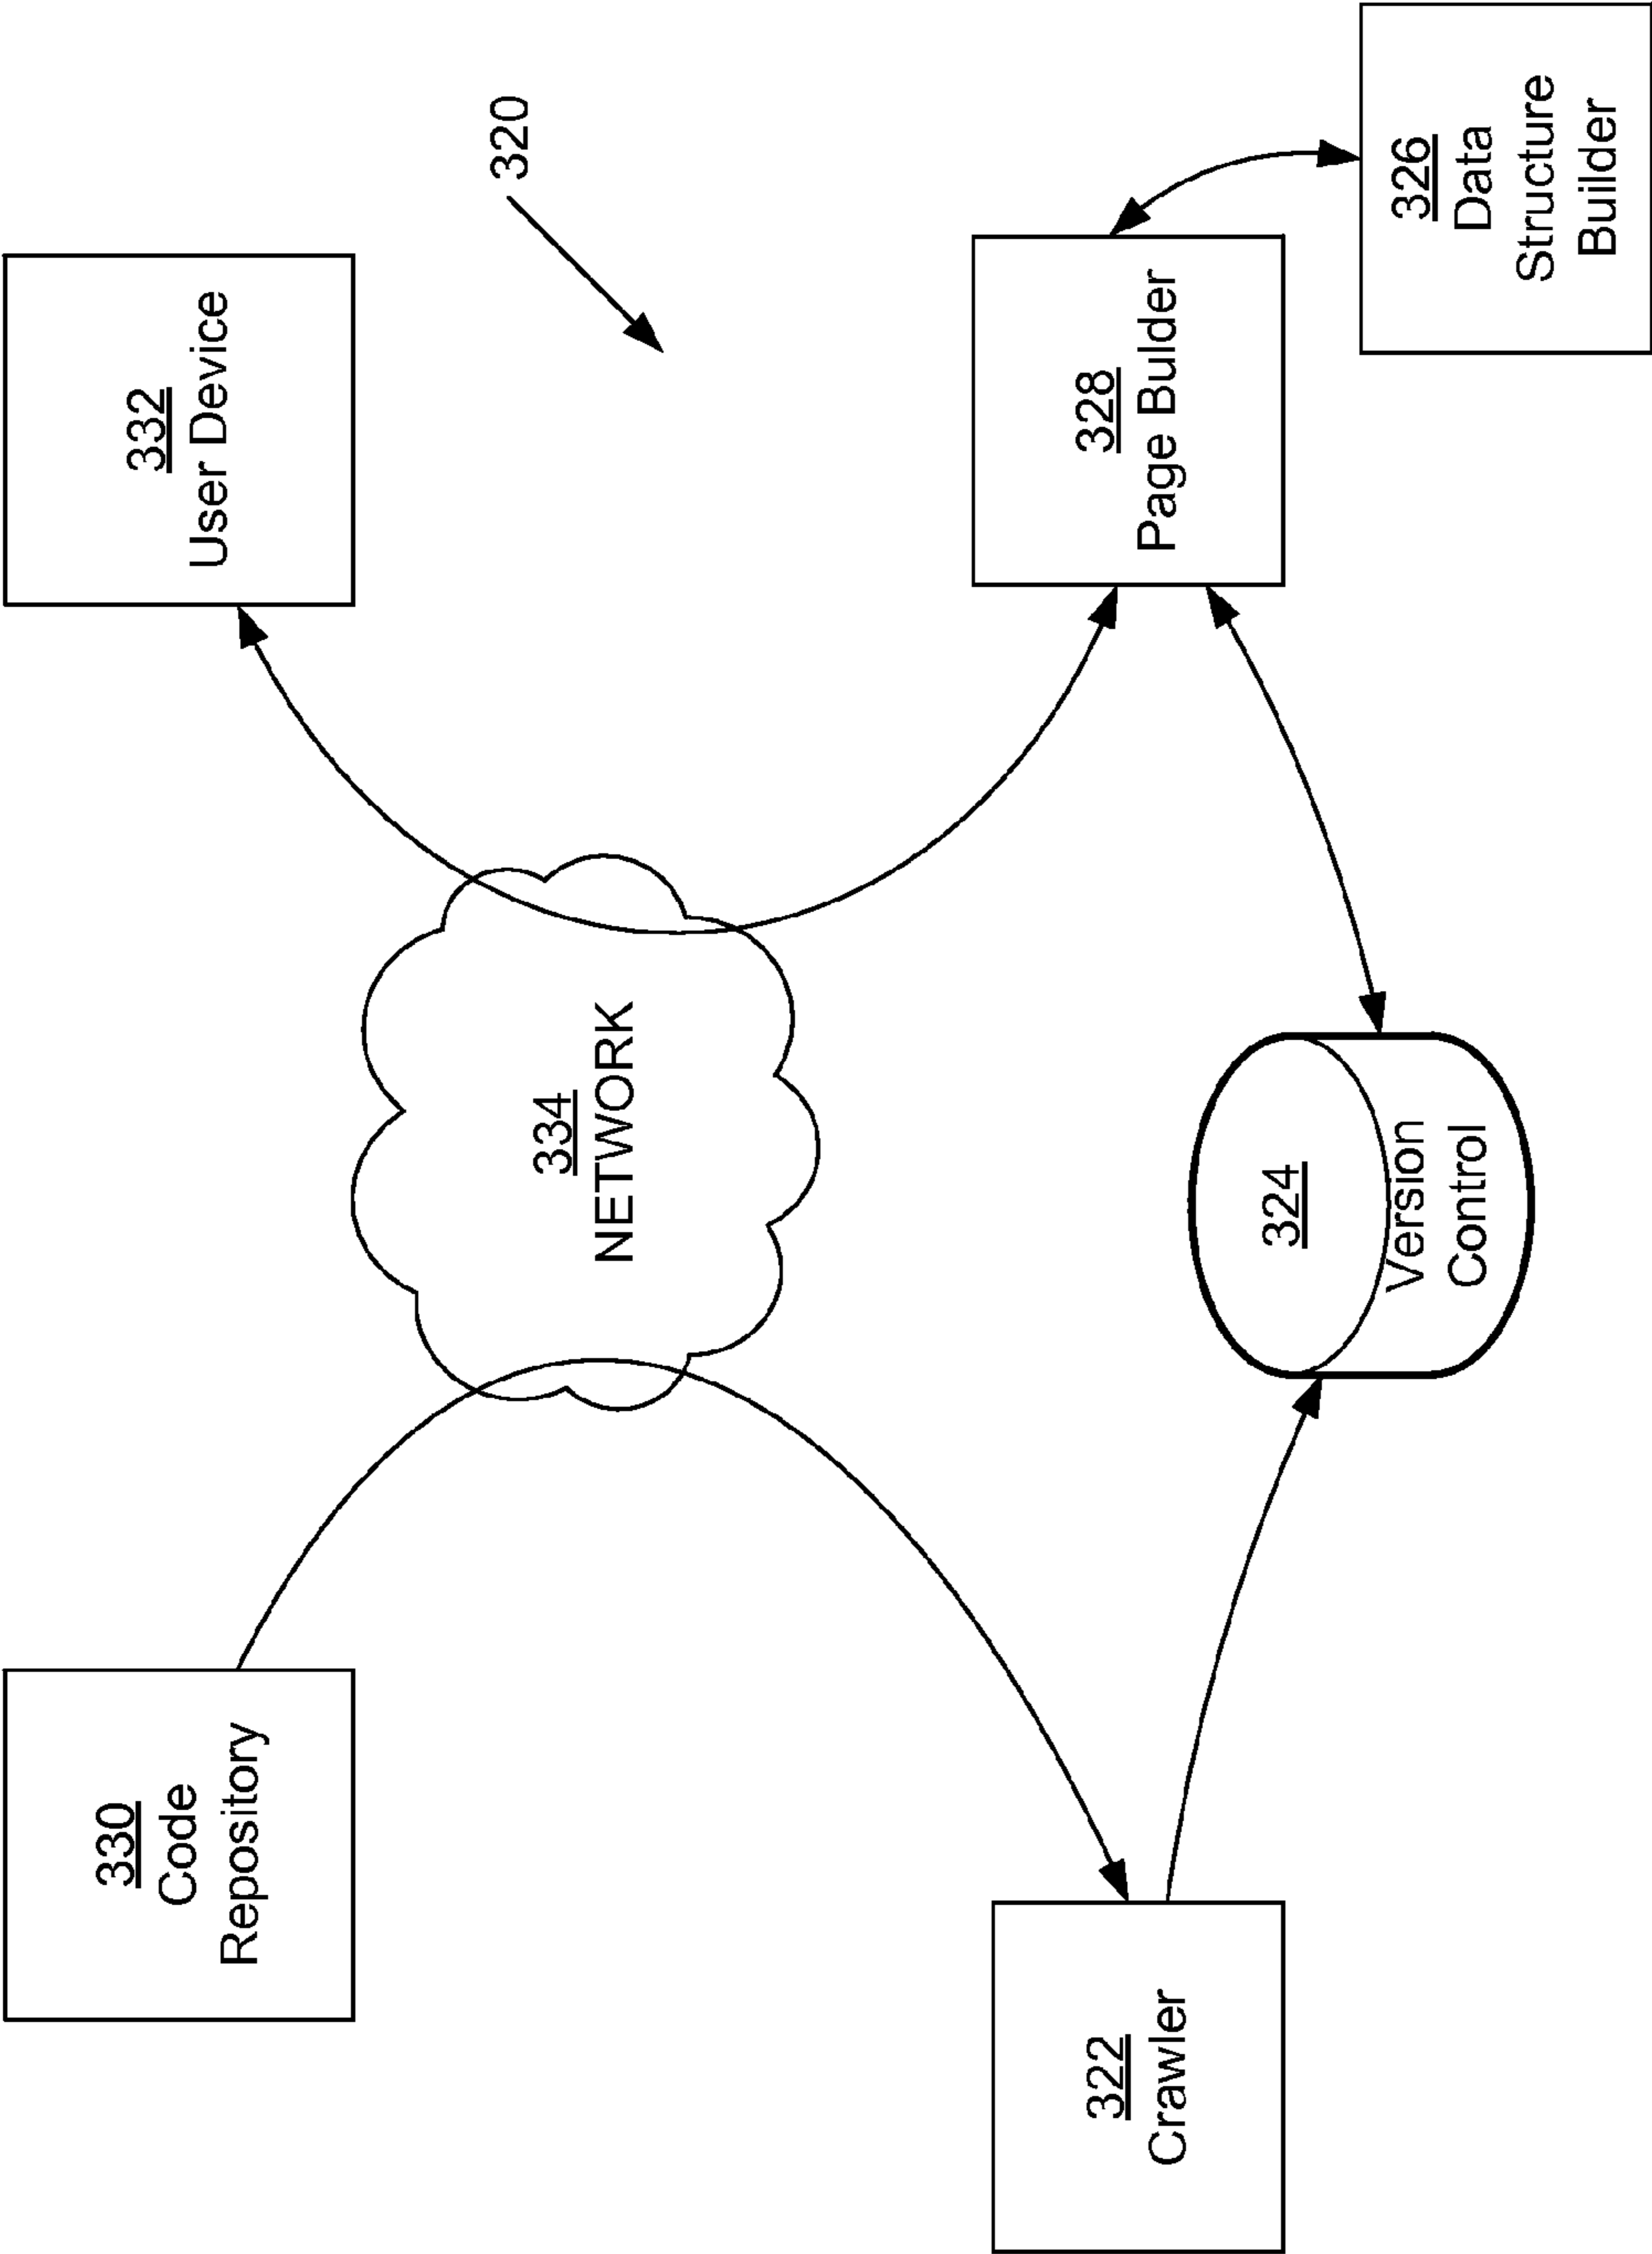 330
Code
Repository
332
User Device
320
334
NETWORK
322
Crawler
328
Page Bulder
324
Version
Control
326
Data
Structure
Builder